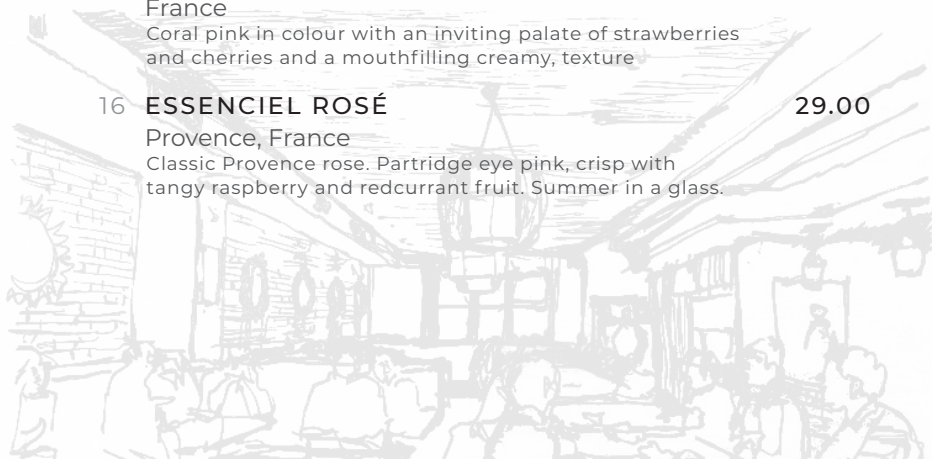 France
Coral pink in colour with an inviting palate of strawberries
and cherries and a mouthfilling creamy, texture
16 ESSENCIEL ROSÉ 29.00
Provence, France
Classic Provence rose. Partridge eye pink, crisp with
tangy raspberry and redcurrant fruit. Summer in a glass.